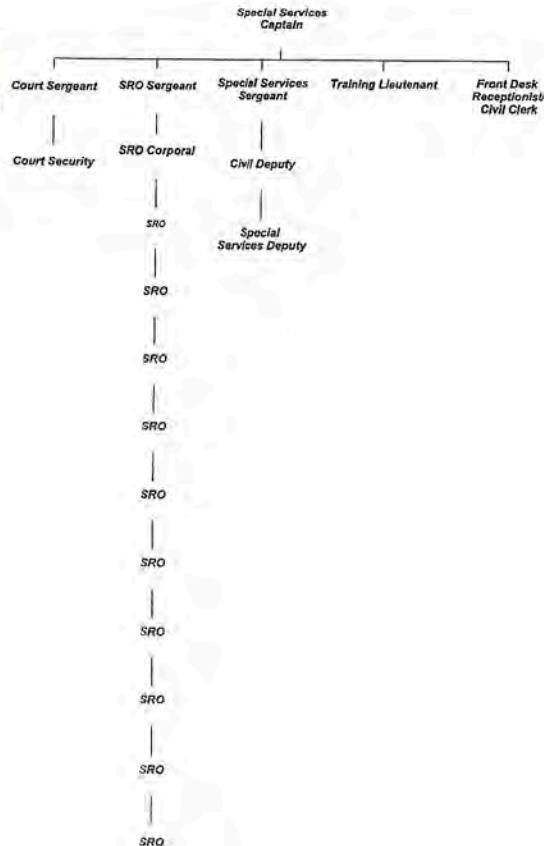 Special Services
Captain
Court Sergeant
SRO Sergeant
Special Services
Sergeant
Training Lieutenant
Front Desk
Receptionist/
Civil Clerk
Court Security
SRO Corporal
Civil Deputy
SRO
Special
Services Deputy
SRO
SRO
SRO
SRO
SRO
SRO
SRO
SRO
SRO